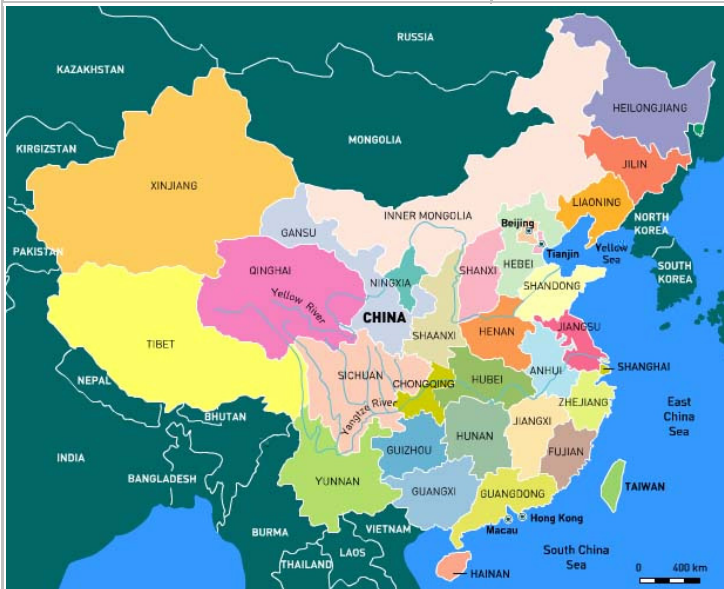 RUSSIA
KAZAKHSTAN
HEILONGJIANG
MONGOLIA
KIRGIZSTAN
JILIN
XINJIANG
LIAONING
INNER MONGOLIA
Beijing
GANSU
NORTH
KOREA
PAKISTAN
Tianjin
Yellow
Sea
QINGHAI
SHANXI
HEBEI
SOUTH
KOREA
NINGXIA
SHANDONG
Yellow River
CHINA
HENAN
JIANGSU
SHAANXI
TIBET
SHANGHAI
SICHUAN
ANHUI
NEPAL
CHONGQING
HUBEI
ZHEJIANG
East
China
Sea
Yangtze River
BHUTAN
JIANGXI
HUNAN
INDIA
GUIZHOU
FUJIAN
BANGLADESH
YUNNAN
GUANGXI
GUANGDONG
TAIWAN
Hong Kong
Macau
BURMA
VIETNAM
LAOS
South China
Sea
THAILAND
HAINAN
0 400 km